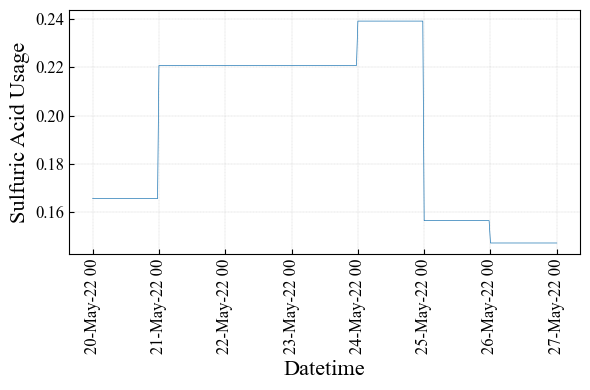 Sulfuric Acid Usage
0.24
0.22
0.20
0.18
0.16
20-May-22 00
21-May-22 00
22-May-22 00
23-May-22 00
24-May-22 00
25-May-22 00
26-May-22 00
27-May-22 00
Datetime